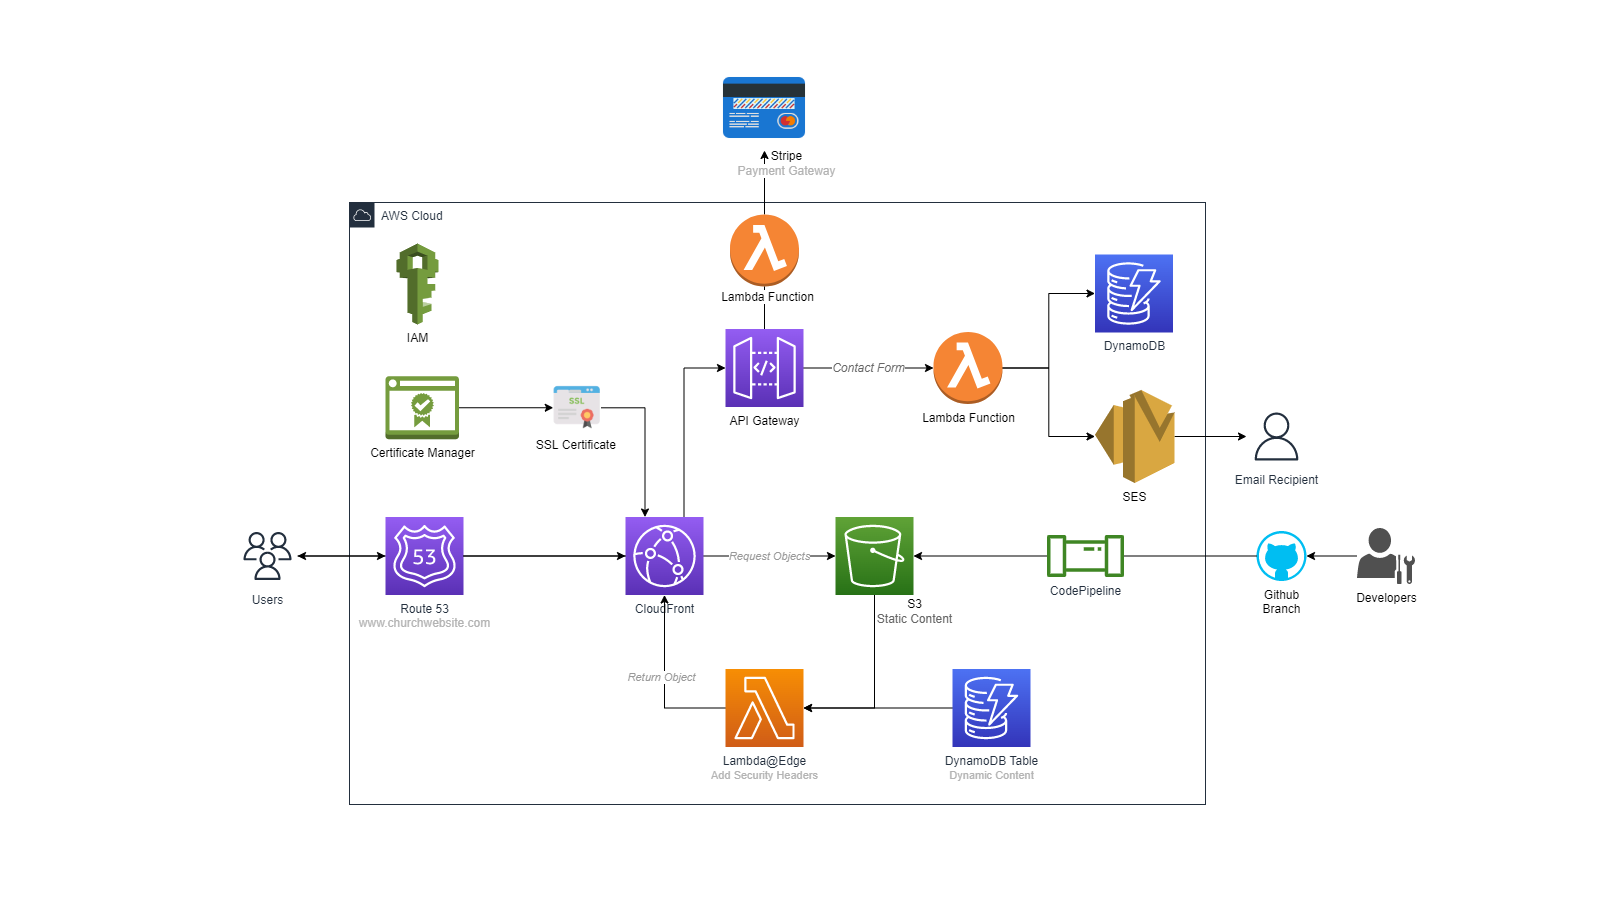 Stripe
Payment Gateway
AWS Cloud
Lambda Function
IAM
DynamoDB
Contact Form
API Gateway
Lambda Function
SSL
SSL Certificate
Certificate Manager
Email Recipient
SES
53
Request Objects
Users
Route 53
www.churchwebsite.com
CloudFront
S3
Static Content
CodePipeline
Github
Branch
Developers
Return Object
Lambda@Edge
Add Security Headers
DynamoDB Table
Dynamic Content